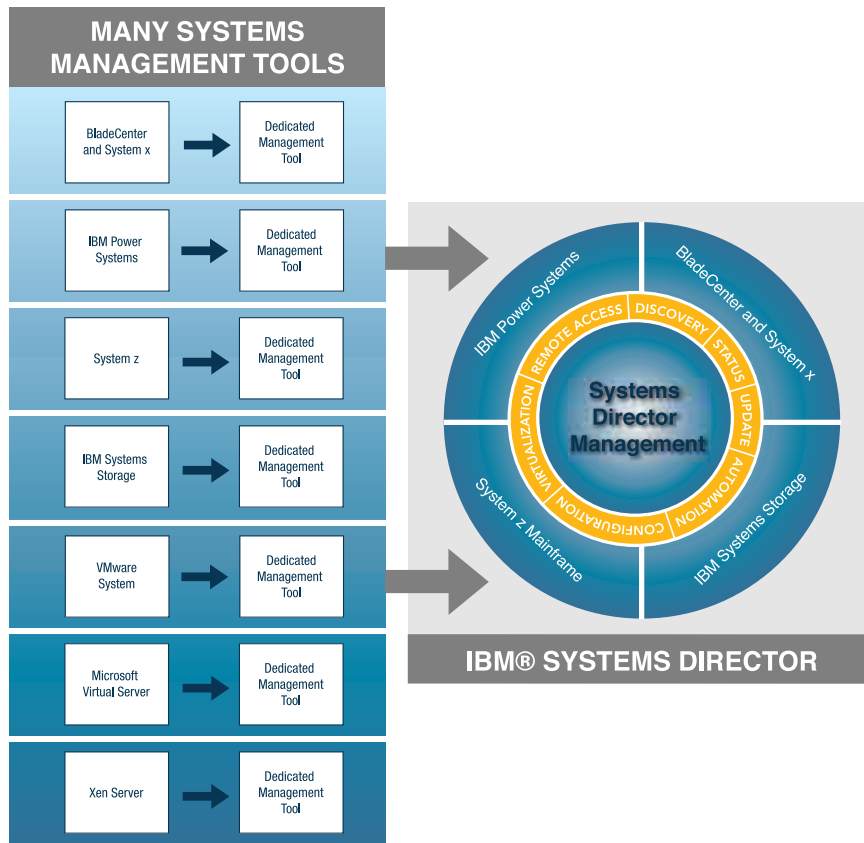 MANY SYSTEMS
MANAGEMENT TOOLS
BladeCenter
and System x
Dedicated
Management
Tool
IBM Power
Systems
Dedicated
Management
Tool
System z
Dedicated
Management
Tool
IBM Systems
Storage
Dedicated
Management
Tool
VMware
System
Dedicated
Management
Tool
Microsoft
Virtual Server
Dedicated
Management
Tool
Xen Server
Dedicated
Management
Tool
IBM Power Systems
BladeCenter and System x
System z Mainframe
IBM Systems Storage
REMOTE ACCESS
DISCOVERY
STATUS
UPDATE
AUTOMATION
CONFIGURATION
VIRTUALIZATION
Systems
Director
Management
IBM® SYSTEMS DIRECTOR